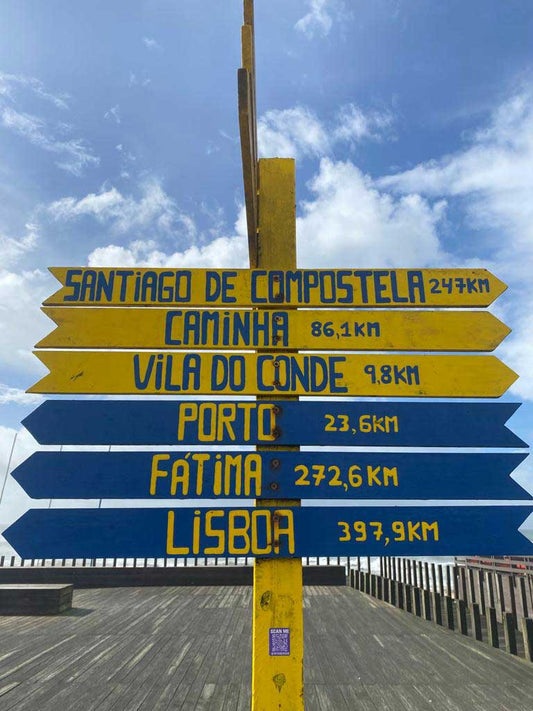 SANTIAGO DE COMPOSTELA 247KM
CAMINHA 86,1KM
VILA DO CONDE 9.8KM
PORTO 23,6KM
FÁTIMA 272,6KM
LISBOA 397,9KM
SCAN ME